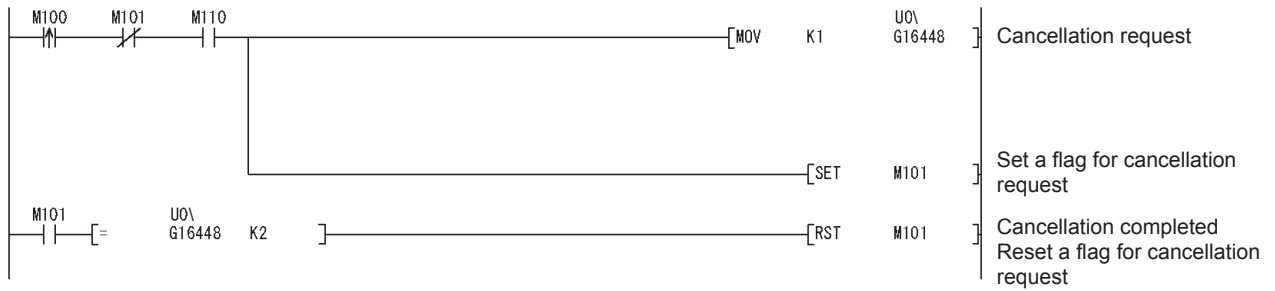 M100 M101 M110
U0\
[MOV K1 G16448 ] Cancellation request
[SET M101 ] Set a flag for cancellation
request
M101 U0\
[= G16448 K2 ] [RST M101 ] Cancellation completed
Reset a flag for cancellation
request